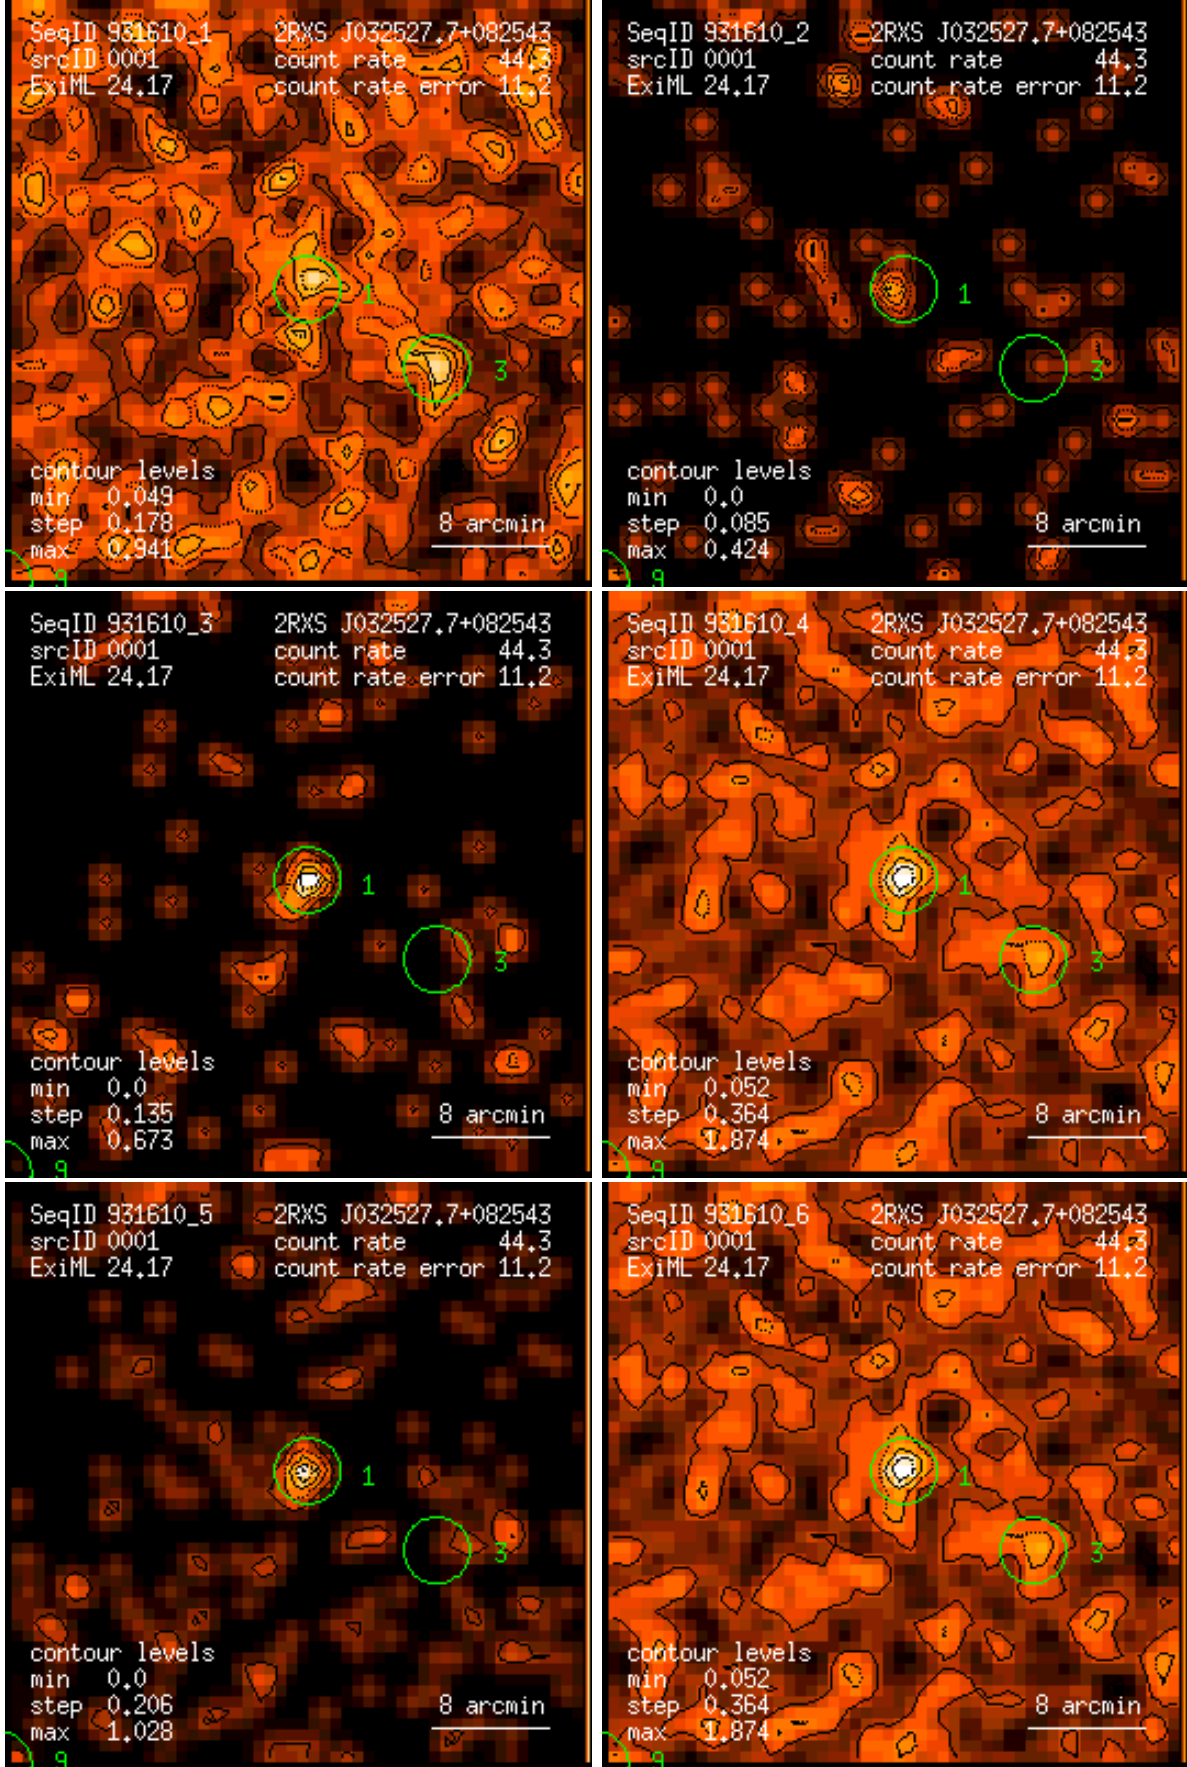 SeqID 931610_1 2RXS J032527.7+082543
srcID 0001 count rate 44.3
ExiML 24.17 count rate error 11.2
1
3
contour levels
min 0.049
step 0.178 8 arcmin
max 0.941
9
SeqID 931610_2 2RXS J032527.7+082543
srcID 0001 count rate 44.3
ExiML 24.17 count rate error 11.2
1
3
contour levels
min 0.0
step 0.085 8 arcmin
max 0.424
9
SeqID 931610_3 2RXS J032527.7+082543
srcID 0001 count rate 44.3
ExiML 24.17 count rate error 11.2
1
3
contour levels
min 0.0
step 0.135 8 arcmin
max 0.673
9
SeqID 931610_4 2RXS J032527.7+082543
srcID 0001 count rate 44.3
ExiML 24.17 count rate error 11.2
1
3
contour levels
min 0.052
step 0.364 8 arcmin
max 1.874
9
SeqID 931610_5 2RXS J032527.7+082543
srcID 0001 count rate 44.3
ExiML 24.17 count rate error 11.2
1
3
contour levels
min 0.0
step 0.206 8 arcmin
max 1.028
9
SeqID 931610_6 2RXS J032527.7+082543
srcID 0001 count rate 44.3
ExiML 24.17 count rate error 11.2
1
3
contour levels
min 0.052
step 0.364 8 arcmin
max 1.874
9